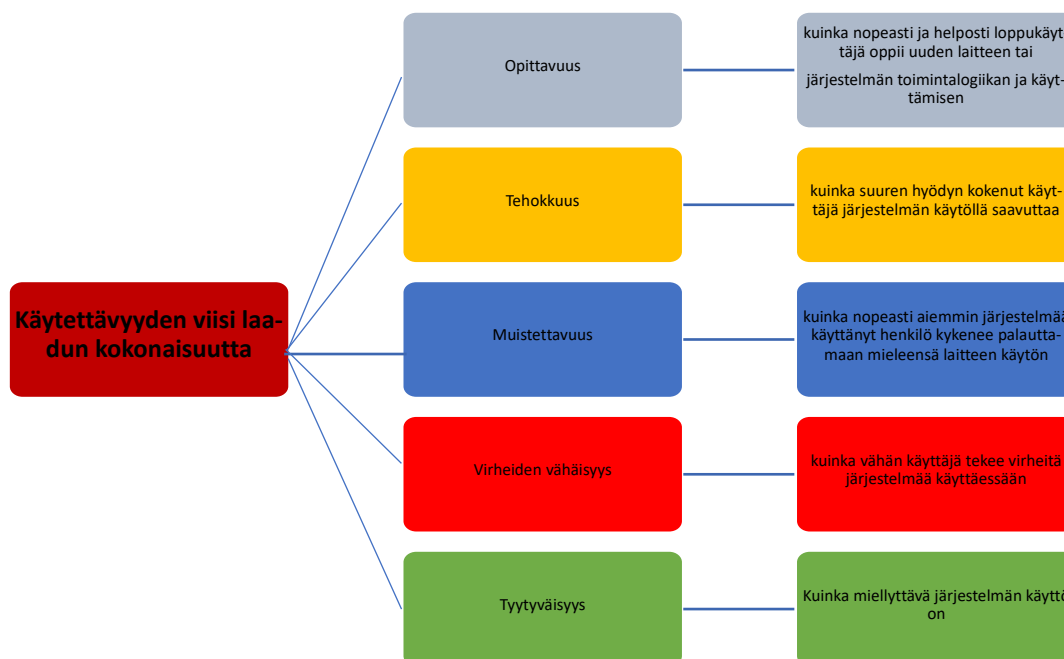 Käytettävyyden viisi laa-
dun kokonaisuutta
Opittavuus
kuinka nopeasti ja helposti loppukäyt-
täjä oppii uuden laitteen tai
järjestelmän toimintalogiikan ja käyt-
tämisen
Tehokkuus
kuinka suuren hyödyn kokenut käyt-
täjä järjestelmän käytöllä saavuttaa
Muistettavuus
kuinka nopeasti aiemmin järjestelmää
käyttänyt henkilö kykenee palautta-
maan mieleensä laitteen käytön
Virheiden vähäisyys
kuinka vähän käyttäjä tekee virheitä
järjestelmää käyttäessään
Tyytyväisyys
Kuinka miellyttävä järjestelmän käyttö
on